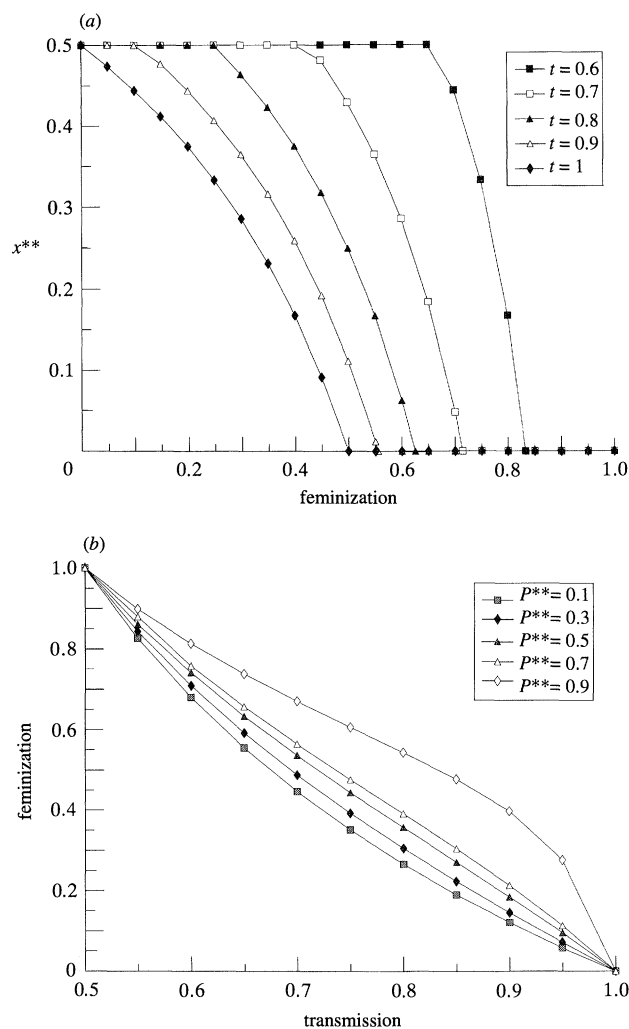 (a)
0.5
0.4
0.3
x**
0.2
0.1
0
0.2
0.4
0.6
0.8
1.0
feminization
t = 0.6
t = 0.7
t = 0.8
t = 0.9
t = 1
(b)
1.0
0.8
0.6
feminization
0.4
0.2
0
0.5
0.6
0.7
0.8
0.9
1.0
transmission
P**= 0.1
P**= 0.3
P**= 0.5
P**= 0.7
P**= 0.9